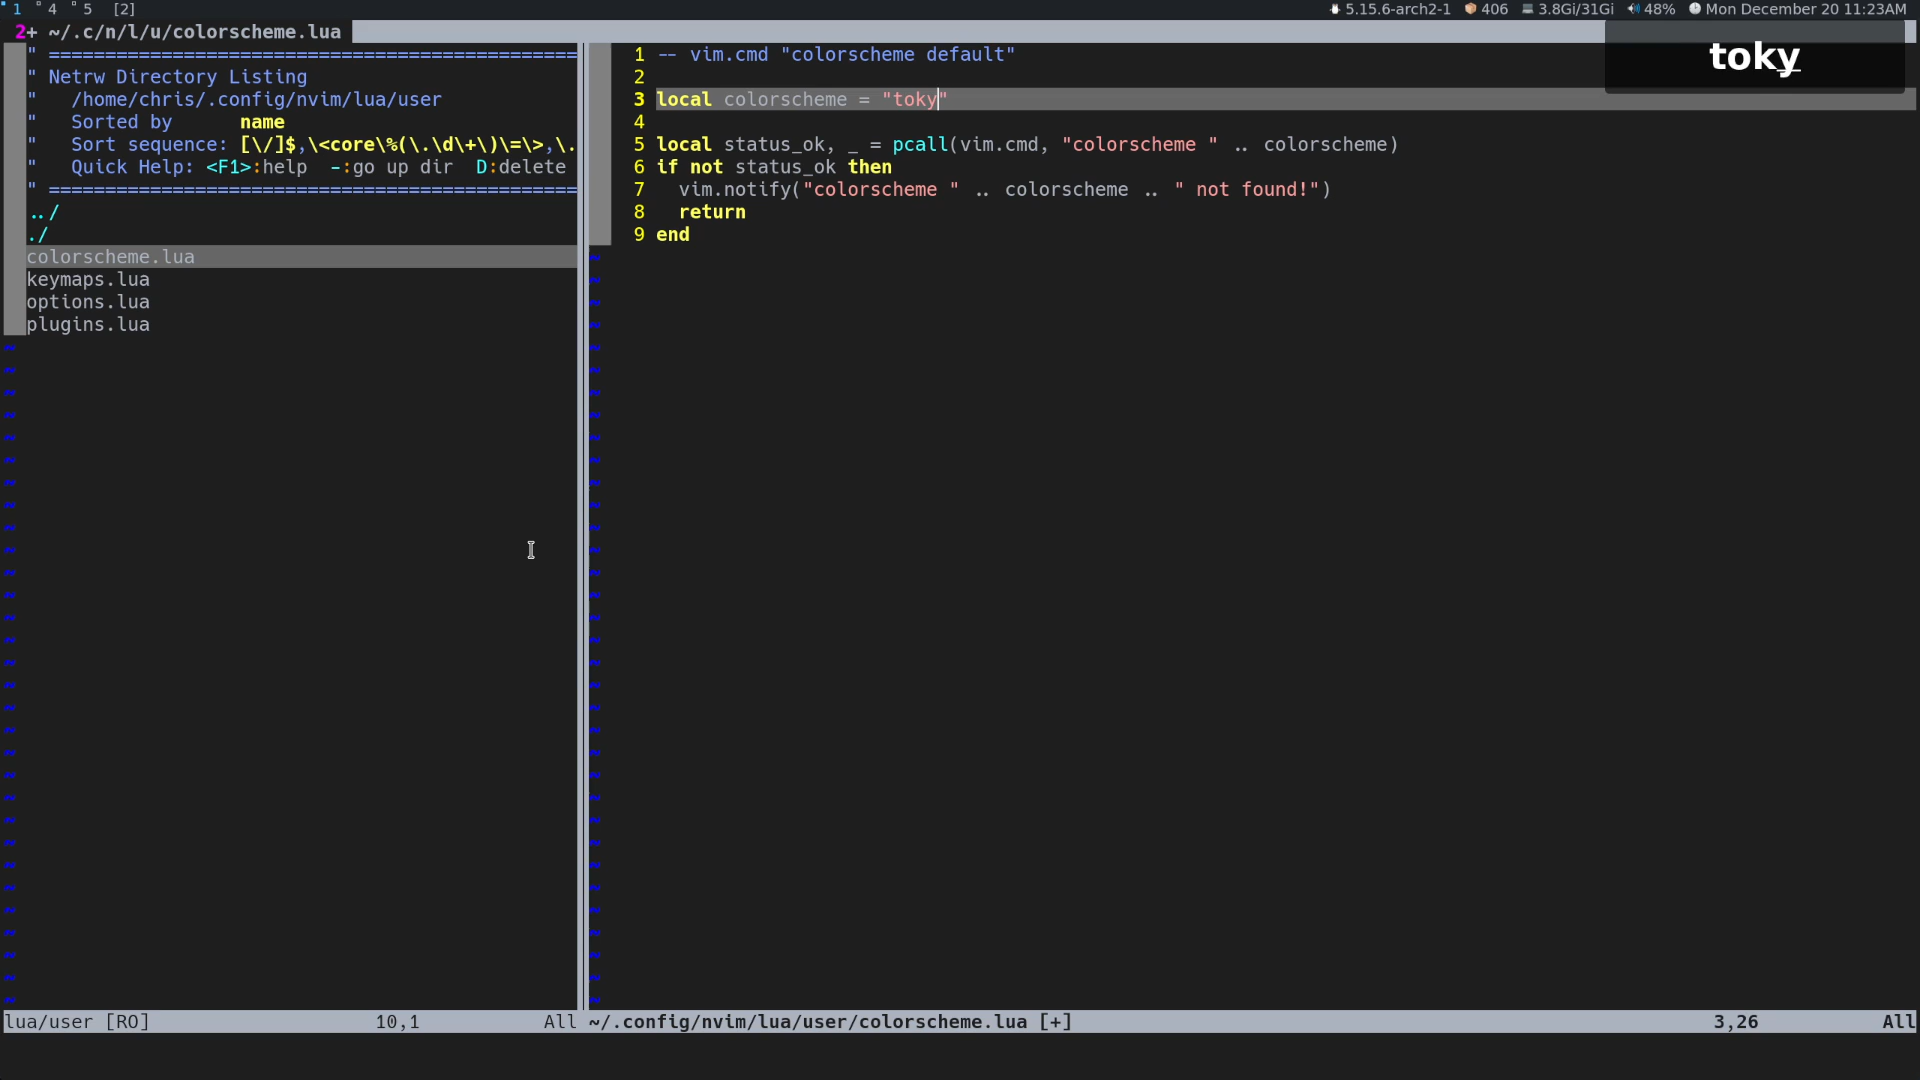 1 4 5 [2] 5.15.6-arch2-1 406 3.8Gi/31Gi 48% Mon December 20 11:23AM
2+ ~/.c/n/l/u/colorscheme.lua
toky
" ===============================================
" Netrw Directory Listing
"   /home/chris/.config/nvim/lua/user
"   Sorted by      name
"   Sort sequence: [\/]$,\<core\%(\.\d\+\)\=\>,\.
"   Quick Help: <F1>:help  -:go up dir  D:delete
" ===============================================
../
./
colorscheme.lua
keymaps.lua
options.lua
plugins.lua
1 -- vim.cmd "colorscheme default"
2
3 local colorscheme = "toky"
4
5 local status_ok, _ = pcall(vim.cmd, "colorscheme " .. colorscheme)
6 if not status_ok then
7   vim.notify("colorscheme " .. colorscheme .. " not found!")
8   return
9 end
lua/user [RO] 10,1 All
~/.config/nvim/lua/user/colorscheme.lua [+] 3,26 All